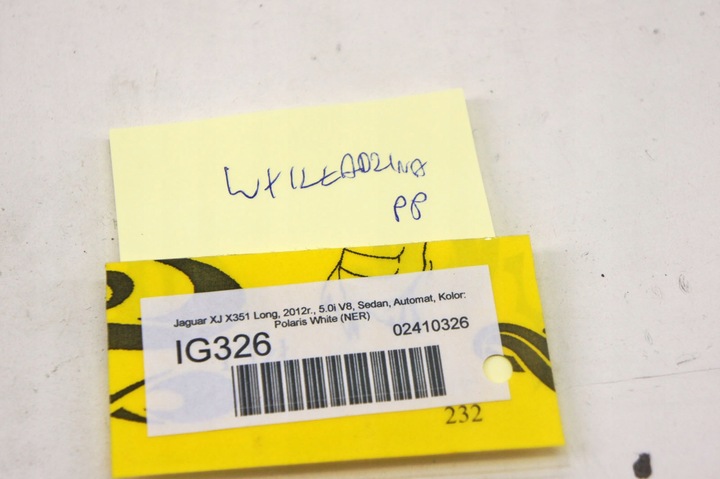 WYKŁADZINA
PP
Jaguar XJ X351 Long, 2012r., 5.0i V8, Sedan, Automat, Kolor:
Polaris White (NER)
IG326
02410326
232